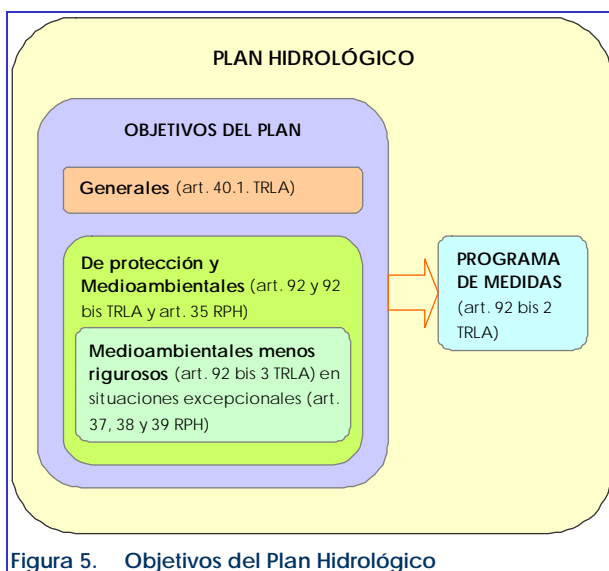 PLAN HIDROLÓGICO
OBJETIVOS DEL PLAN
Generales (art. 40.1. TRLA)
De protección y
Medioambientales (art. 92 y 92
bis TRLA y art. 35 RPH)
Medioambientales menos
rigurosos (art. 92 bis 3 TRLA) en
situaciones excepcionales (art.
37, 38 y 39 RPH)
PROGRAMA
DE MEDIDAS
(art. 92 bis 2
TRLA)
Figura 5. Objetivos del Plan Hidrológico